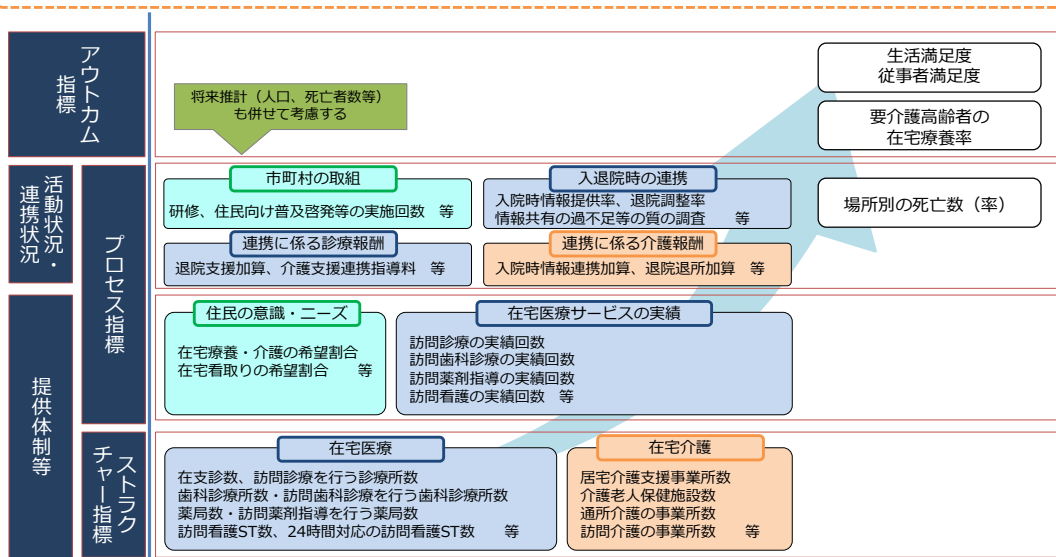 アウトカム
指標
生活満足度
従事者満足度
将来推計（人口、死亡者数等）
も併せて考慮する
要介護高齢者の
在宅療養率
活動状況・
連携状況
プロセス指標
市町村の取組
研修、住民向け普及啓発等の実施回数　等
入退院時の連携
入院時情報提供率、退院調整率
情報共有の過不足等の質の調査　　等
場所別の死亡数（率）
連携に係る診療報酬
退院支援加算、介護支援連携指導料　等
連携に係る介護報酬
入院時情報連携加算、退院退所加算　等
提供体制等
住民の意識・ニーズ
在宅療養・介護の希望割合
在宅看取りの希望割合　　等
在宅医療サービスの実績
訪問診療の実績回数
訪問歯科診療の実績回数
訪問薬剤指導の実績回数
訪問看護の実績回数　等
ストラク
チャー指標
在宅医療
在支診数、訪問診療を行う診療所数
歯科診療所数・訪問歯科診療を行う歯科診療所数
薬局数・訪問薬剤指導を行う薬局数
訪問看護ST数、24時間対応の訪問看護ST数　　等
在宅介護
居宅介護支援事業所数
介護老人保健施設数
通所介護の事業所数
訪問介護の事業所数　　等